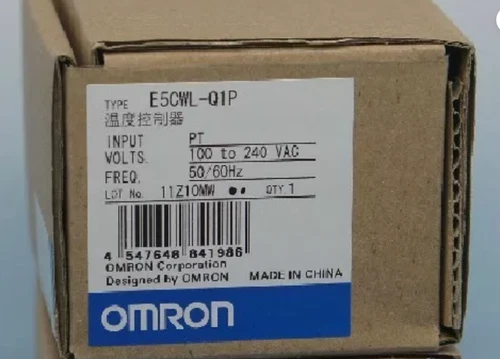 TYPE E5CWL-Q1P
温度控制器
INPUT PT
VOLTS. 100 to 240 VAC
FREQ. 50/60Hz
LOT No. 11Z10MW ●● QTY.1
4 547648 841986
OMRON Corporation
Designed by OMRON MADE IN CHINA
OMRON